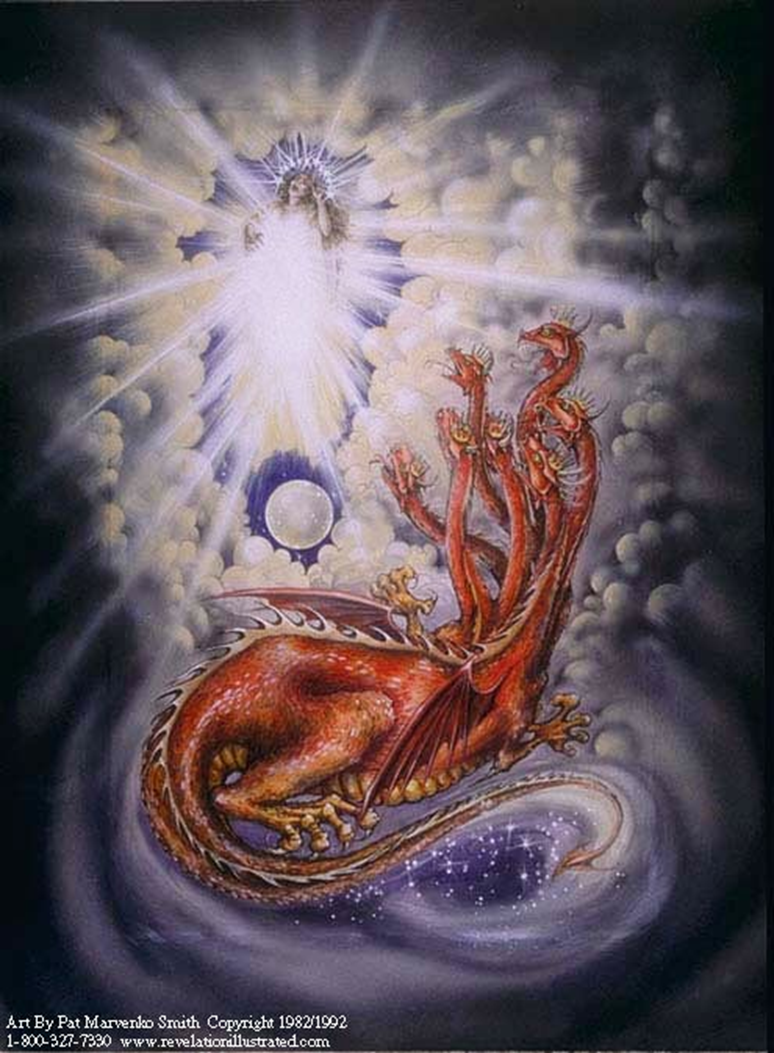 Art By Pat Marvenko Smith Copyright 1982/1992
1-800-327-7330 www.revelationillustrated.com